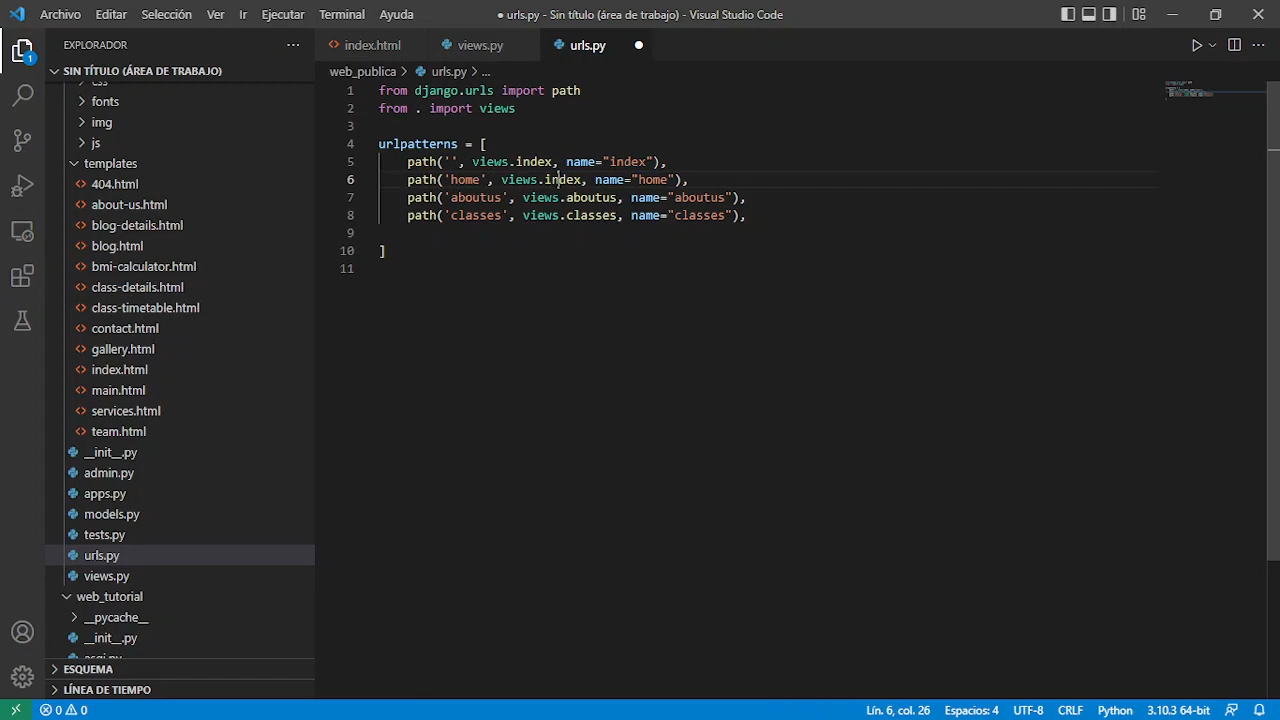 Archivo Editar Selección Ver Ir Ejecutar Terminal Ayuda ● urls.py - Sin título (área de trabajo) - Visual Studio Code
EXPLORADOR ...
index.html views.py urls.py
SIN TÍTULO (ÁREA DE TRABAJO)
web_publica > urls.py > ...
css
fonts
img
js
templates
404.html
about-us.html
blog-details.html
blog.html
bmi-calculator.html
class-details.html
class-timetable.html
contact.html
gallery.html
index.html
main.html
services.html
team.html
__init__.py
admin.py
apps.py
models.py
tests.py
urls.py
views.py
web_tutorial
__pycache__
__init__.py
asgi.py
ESQUEMA
LÍNEA DE TIEMPO
1 from django.urls import path
2 from . import views
3
4 urlpatterns = [
5 path('', views.index, name="index"),
6 path('home', views.index, name="home"),
7 path('aboutus', views.aboutus, name="aboutus"),
8 path('classes', views.classes, name="classes"),
9
10 ]
11
1
0 0 Lín. 6, col. 26 Espacios: 4 UTF-8 CRLF Python 3.10.3 64-bit